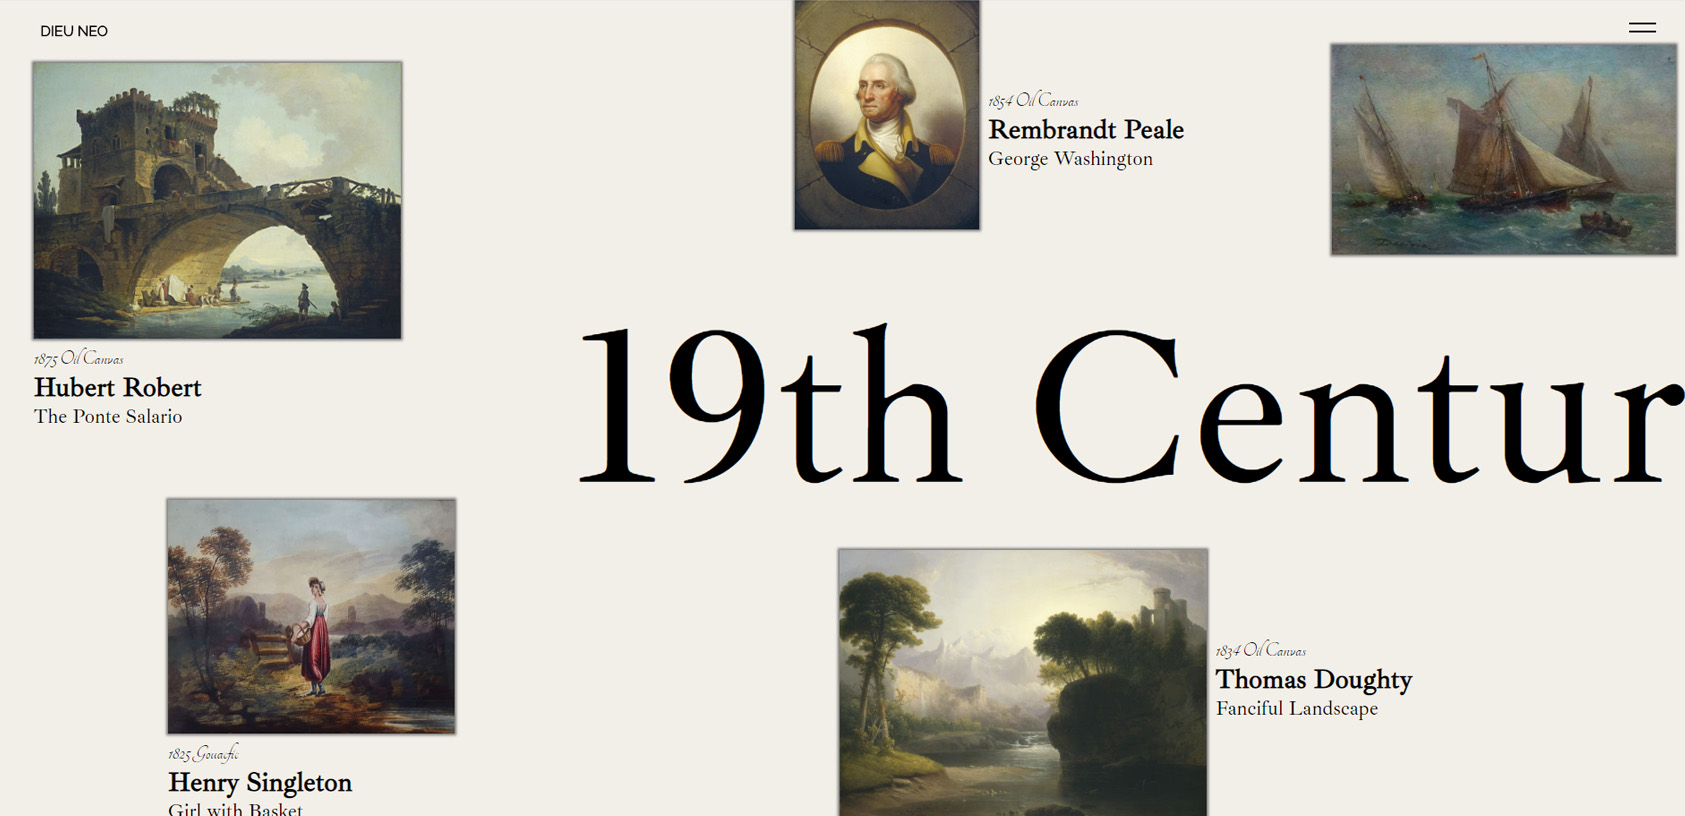 DIEU NEO
1854 Oil Canvas
Rembrandt Peale
George Washington
1875 Oil Canvas
Hubert Robert
The Ponte Salario
19th Centur
1834 Oil Canvas
Thomas Doughty
Fanciful Landscape
1825 Gouache
Henry Singleton
Girl with Basket